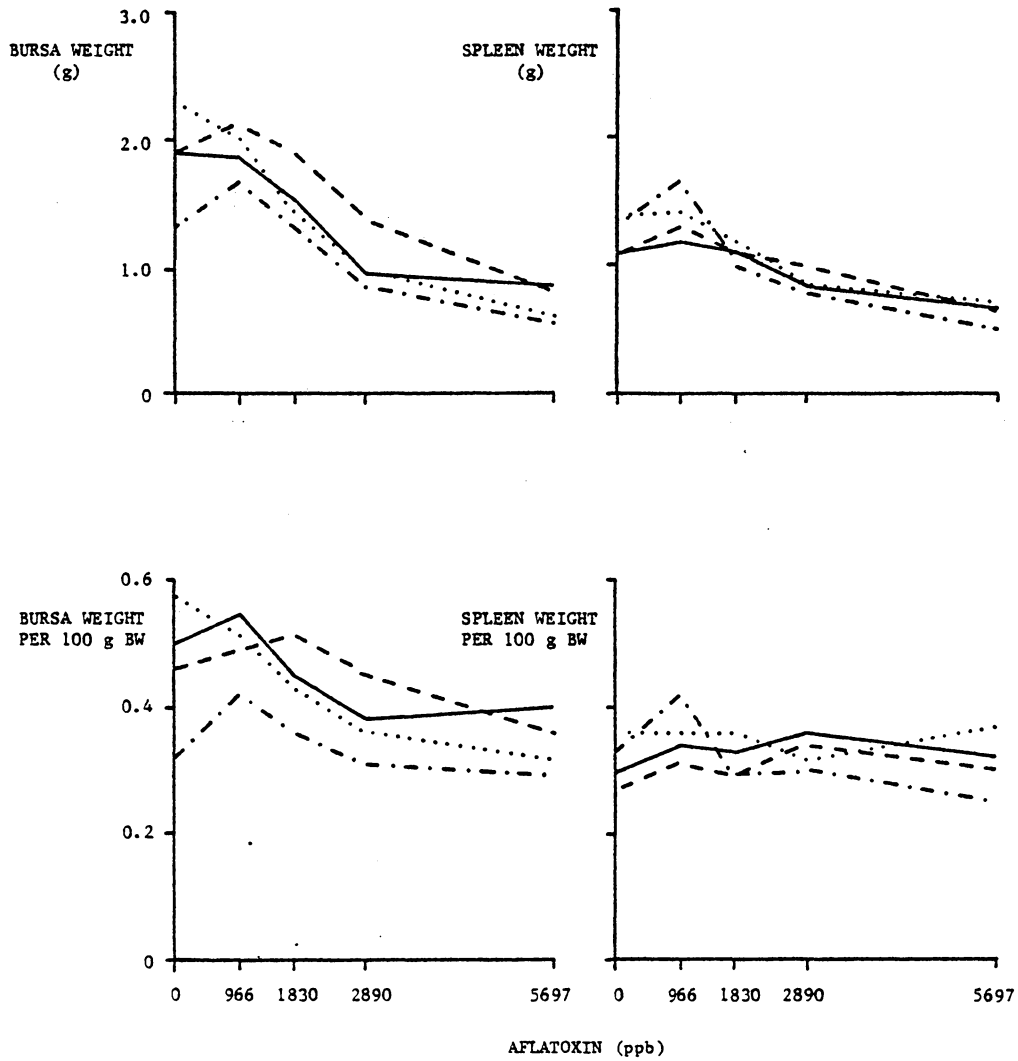 3.0
BURSA WEIGHT
(g)
2.0
1.0
0
SPLEEN WEIGHT
(g)
0.6
BURSA WEIGHT
PER 100 g BW
0.4
0.2
0
SPLEEN WEIGHT
PER 100 g BW
0 966 1830 2890 5697
0 966 1830 2890 5697
AFLATOXIN (ppb)